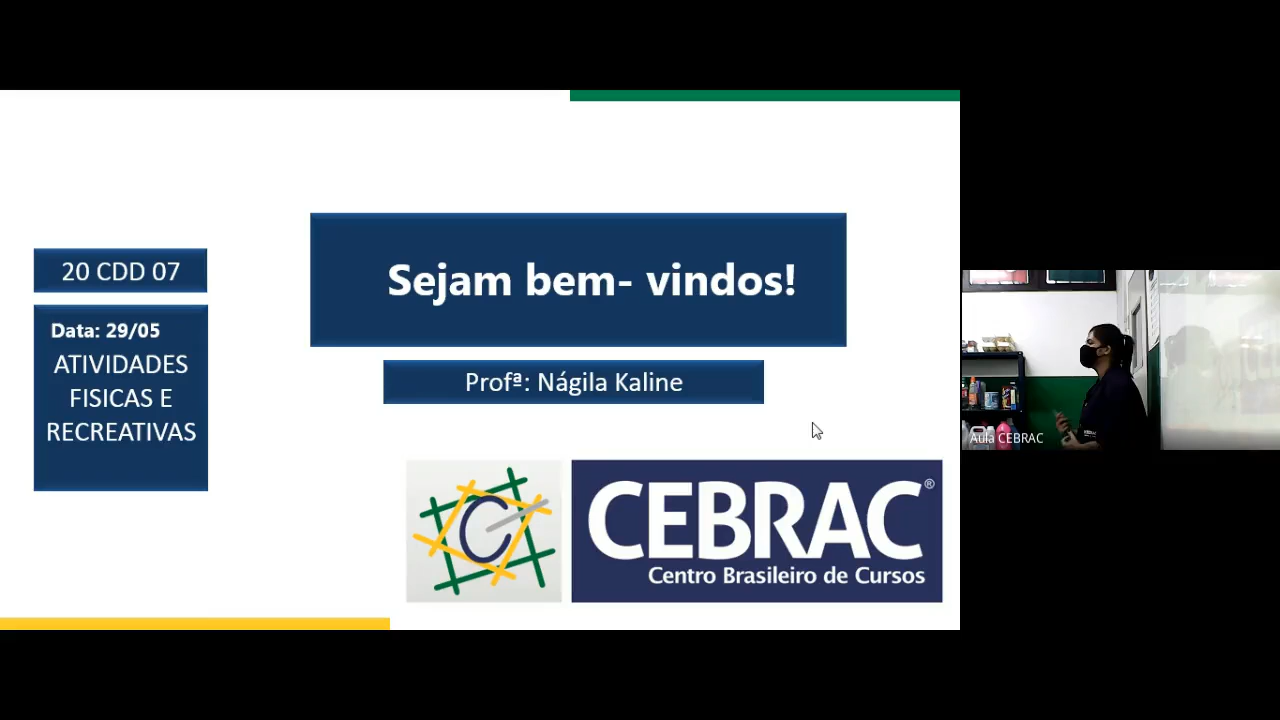 20 CDD 07
Data: 29/05
ATIVIDADES
FISICAS E
RECREATIVAS
Sejam bem- vindos!
Profª: Nágila Kaline
CEBRAC®
Centro Brasileiro de Cursos
Aula CEBRAC